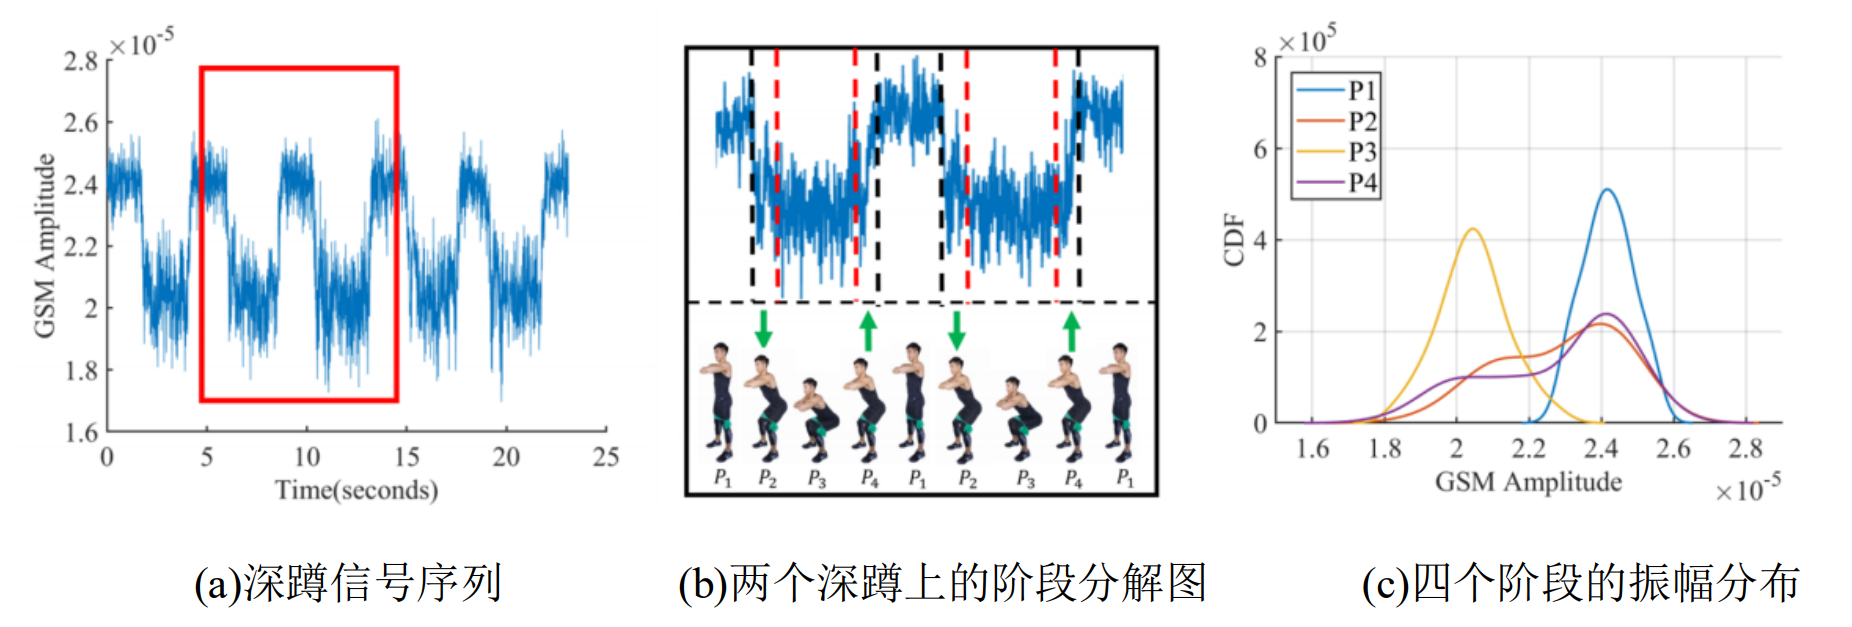 ×10⁻⁵
2.8
2.6
2.4
2.2
2
1.8
1.6
GSM Amplitude
0 5 10 15 20 25
Time(seconds)
(a)深蹲信号序列
P₁ P₂ P₃ P₄ P₁ P₂ P₃ P₄ P₁
(b)两个深蹲上的阶段分解图
×10⁵
8
6
4
2
0
CDF
P1
P2
P3
P4
1.6 1.8 2 2.2 2.4 2.6 2.8
GSM Amplitude
×10⁻⁵
(c)四个阶段的振幅分布